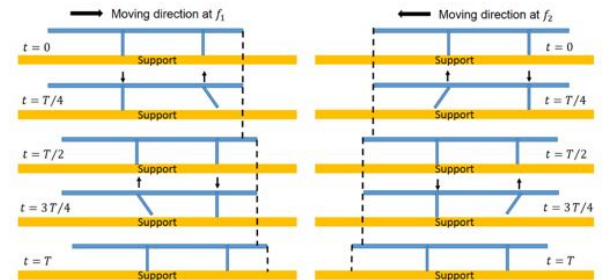 Moving direction at f₁
t = 0
Support
t = T/4
Support
t = T/2
Support
t = 3T/4
Support
t = T
Support
Moving direction at f₂
t = 0
Support
t = T/4
Support
t = T/2
Support
t = 3T/4
Support
t = T
Support